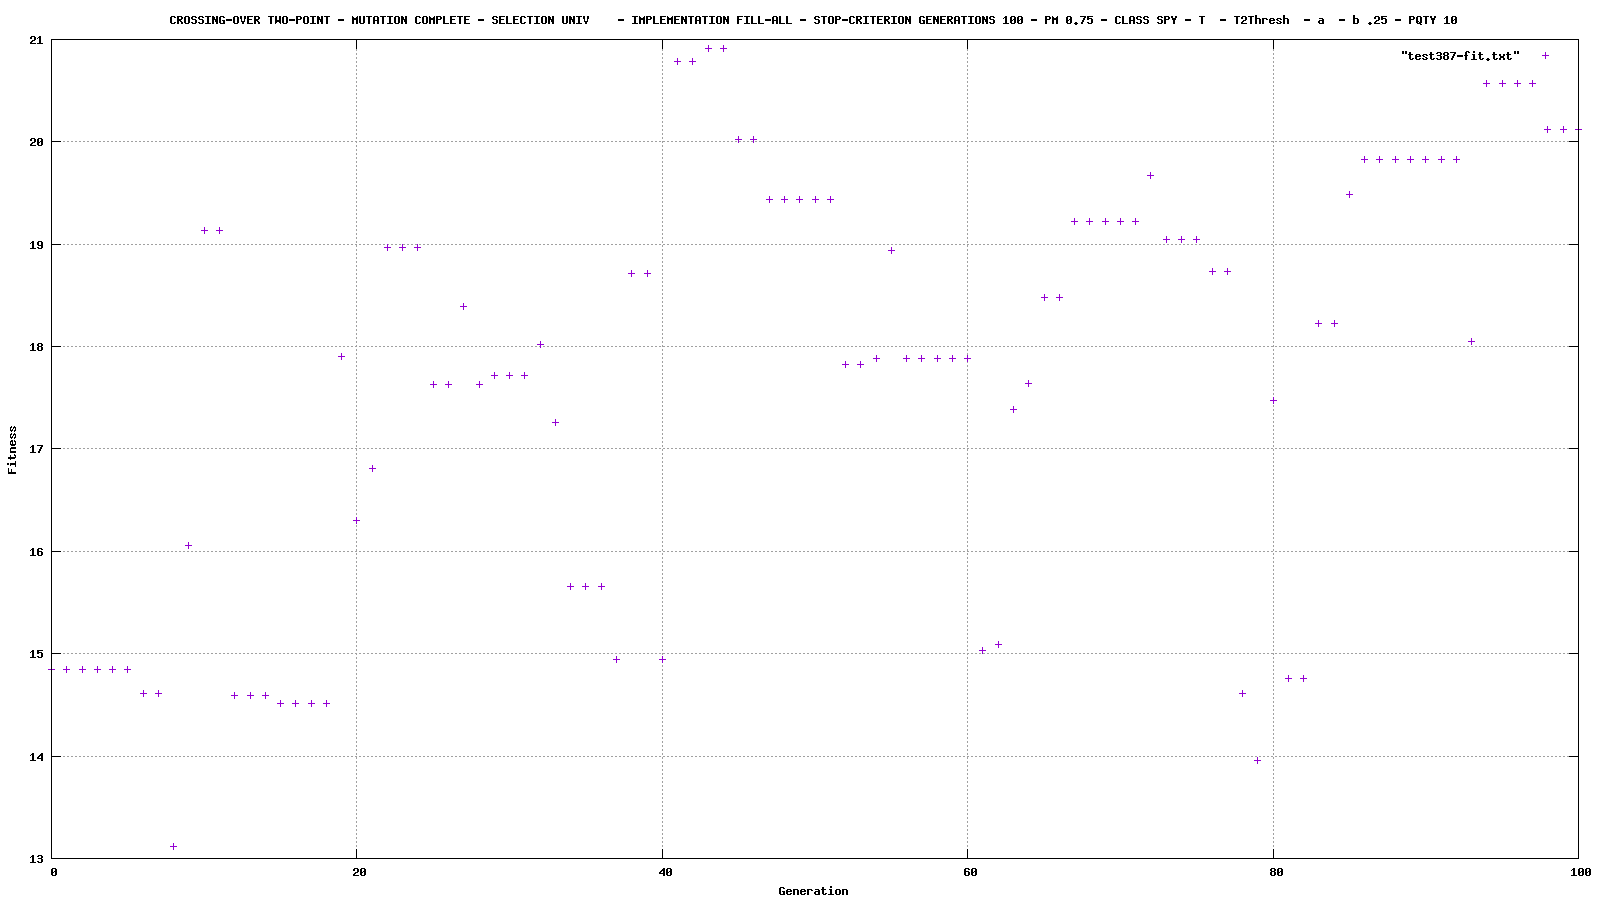 CROSSING-OVER TWO-POINT - MUTATION COMPLETE - SELECTION UNIV    - IMPLEMENTATION FILL-ALL - STOP-CRITERION GENERATIONS 100 - PM 0.75 - CLASS SPY - T  - T2Thresh  - a  - b .25 - PQTY 10
"test387-fit.txt"
21
20
19
18
17
16
15
14
13
Fitness
0 20 40 60 80 100
Generation